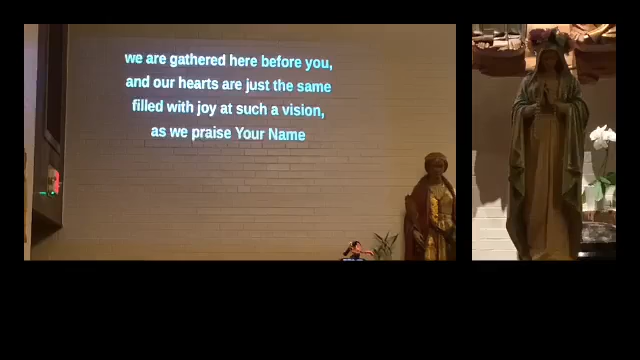 we are gathered here before you,
and our hearts are just the same
filled with joy at such a vision,
as we praise Your Name